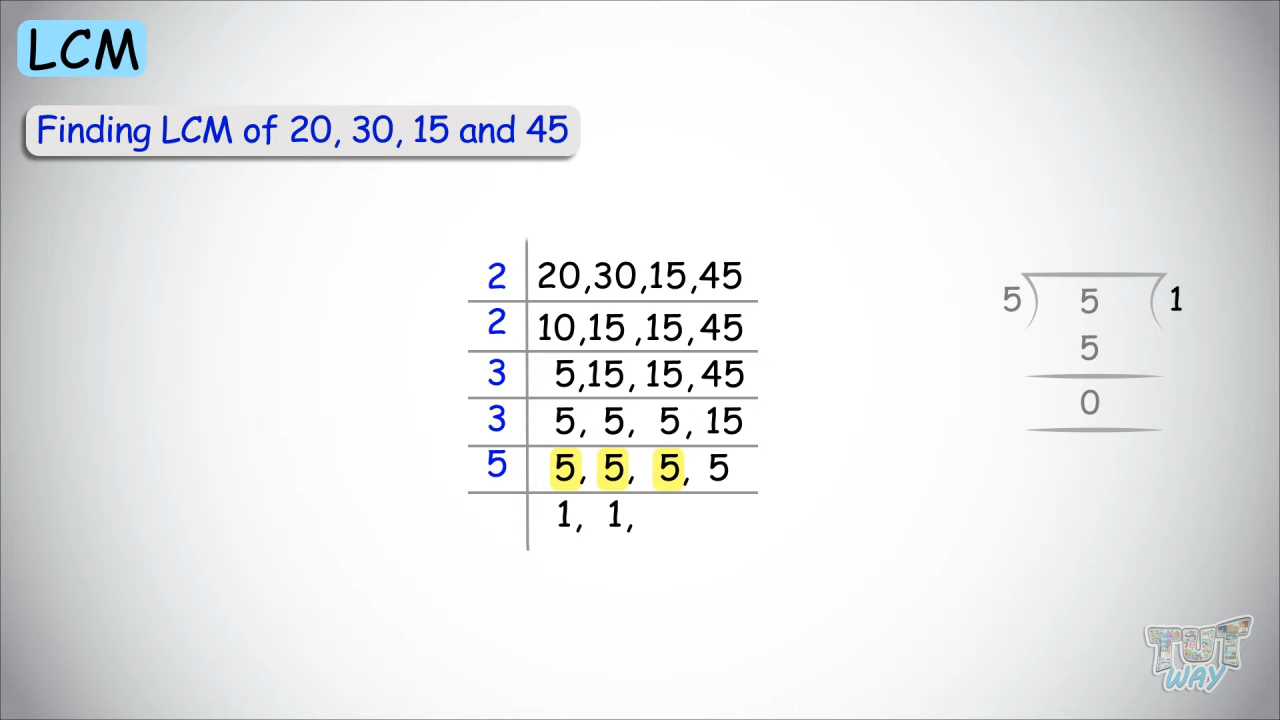 LCM
Finding LCM of 20, 30, 15 and 45
2 20,30,15,45
2 10,15 ,15,45
3 5,15, 15,45
3 5, 5, 5, 15
5 5, 5, 5, 5
1, 1,
5 5 1
5
0
TUT
WAY